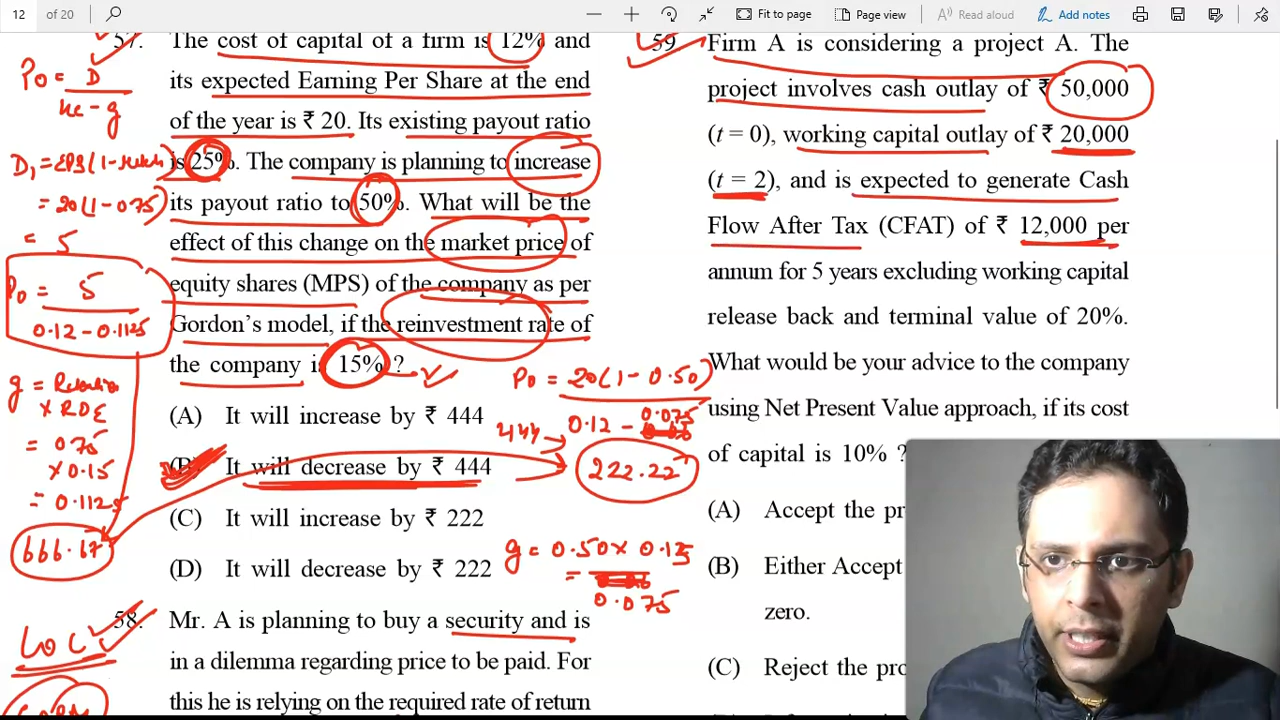 12 of 20
Fit to page
Page view
Read aloud
Add notes
57. The cost of capital of a firm is 12% and
its expected Earning Per Share at the end
of the year is ₹ 20. Its existing payout ratio
is 25%. The company is planning to increase
its payout ratio to 50%. What will be the
effect of this change on the market price of
equity shares (MPS) of the company as per
Gordon's model, if the reinvestment rate of
the company is 15% ?
(A) It will increase by ₹ 444
(B) It will decrease by ₹ 444
(C) It will increase by ₹ 222
(D) It will decrease by ₹ 222
58. Mr. A is planning to buy a security and is
in a dilemma regarding price to be paid. For
this he is relying on the required rate of return
P0 = D
Ke - g
D1 = EPS(1 -
= 20(1 - 0.75)
= 5
P0 = 5
0.12 - 0.1125
g = Retention
× ROE
= 0.75
× 0.15
= 0.1125
666.67
P0 = 20(1 - 0.50)
0.12 - 0.075
444
222.22
g = 0.50 × 0.15
= 0.075
59 Firm A is considering a project A. The
project involves cash outlay of ₹ 50,000
(t = 0), working capital outlay of ₹ 20,000
(t = 2), and is expected to generate Cash
Flow After Tax (CFAT) of ₹ 12,000 per
annum for 5 years excluding working capital
release back and terminal value of 20%.
What would be your advice to the company
using Net Present Value approach, if its cost
of capital is 10% ?
(A) Accept the pr
(B) Either Accept
zero.
(C) Reject the pro